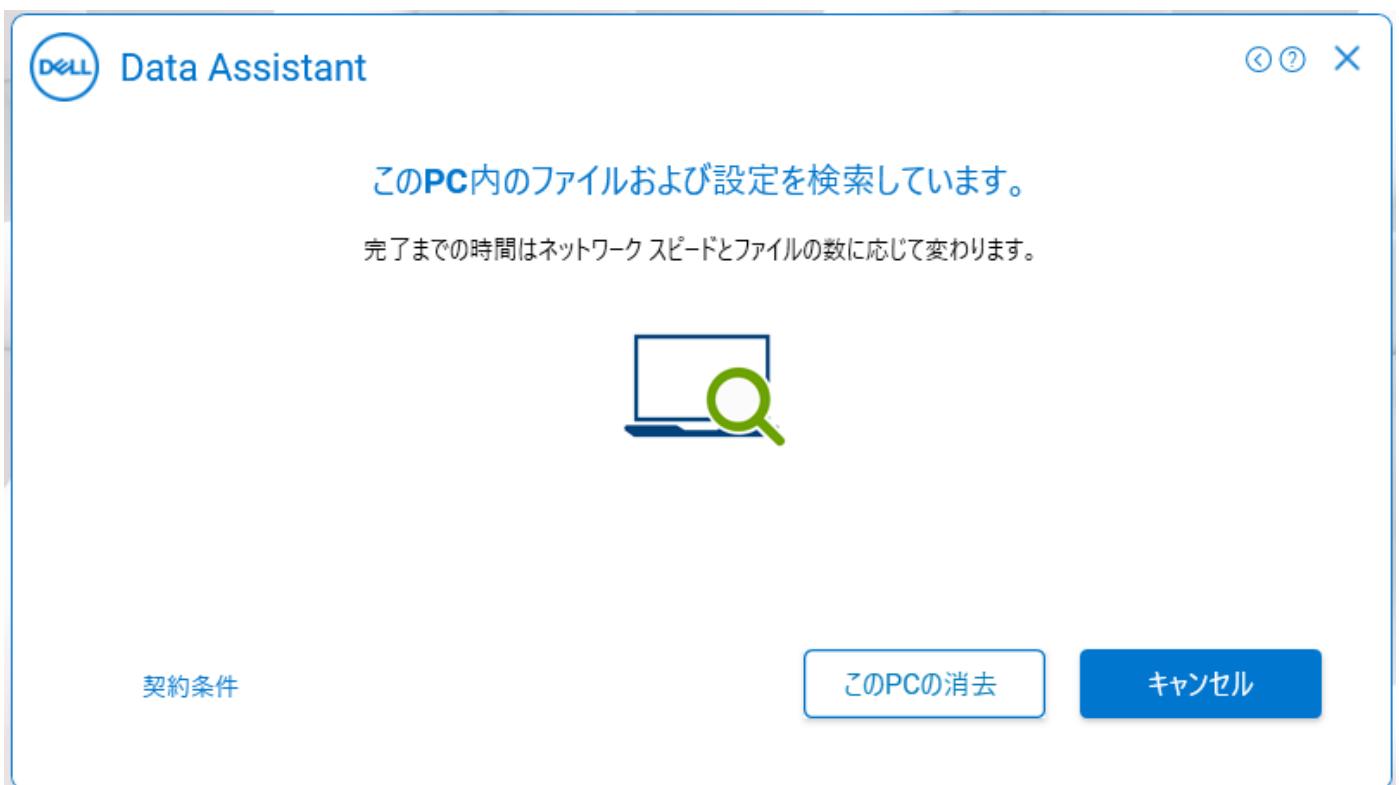 DELL Data Assistant
このPC内のファイルおよび設定を検索しています。
完了までの時間はネットワーク スピードとファイルの数に応じて変わります。
契約条件
このPCの消去
キャンセル